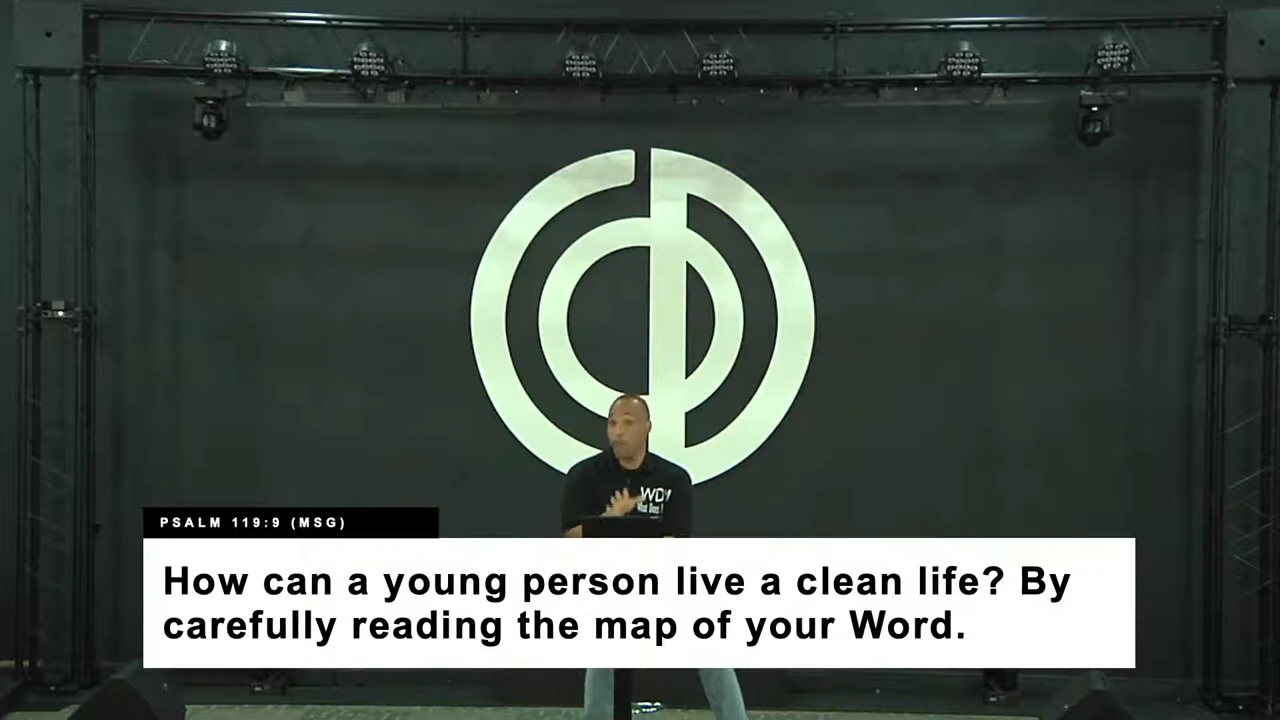 PSALM 119:9 (MSG)
How can a young person live a clean life? By
carefully reading the map of your Word.